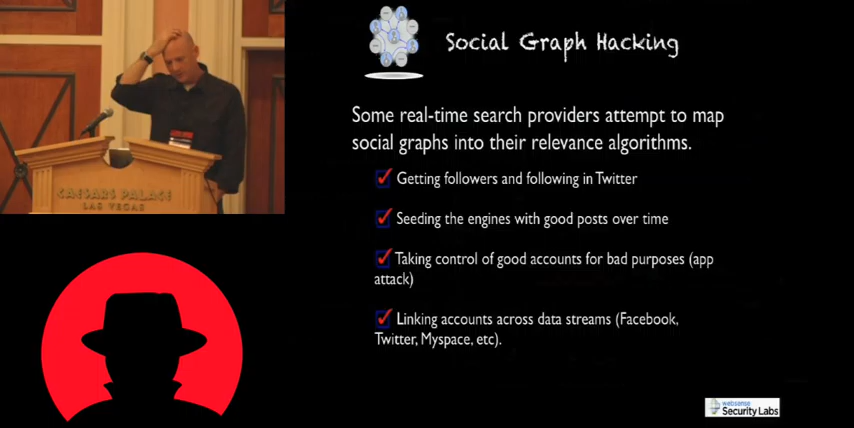 CAESARS PALACE
LAS VEGAS
Social Graph Hacking
Some real-time search providers attempt to map
social graphs into their relevance algorithms.
Getting followers and following in Twitter
Seeding the engines with good posts over time
Taking control of good accounts for bad purposes (app
attack)
Linking accounts across data streams (Facebook,
Twitter, Myspace, etc).
websense
Security Labs